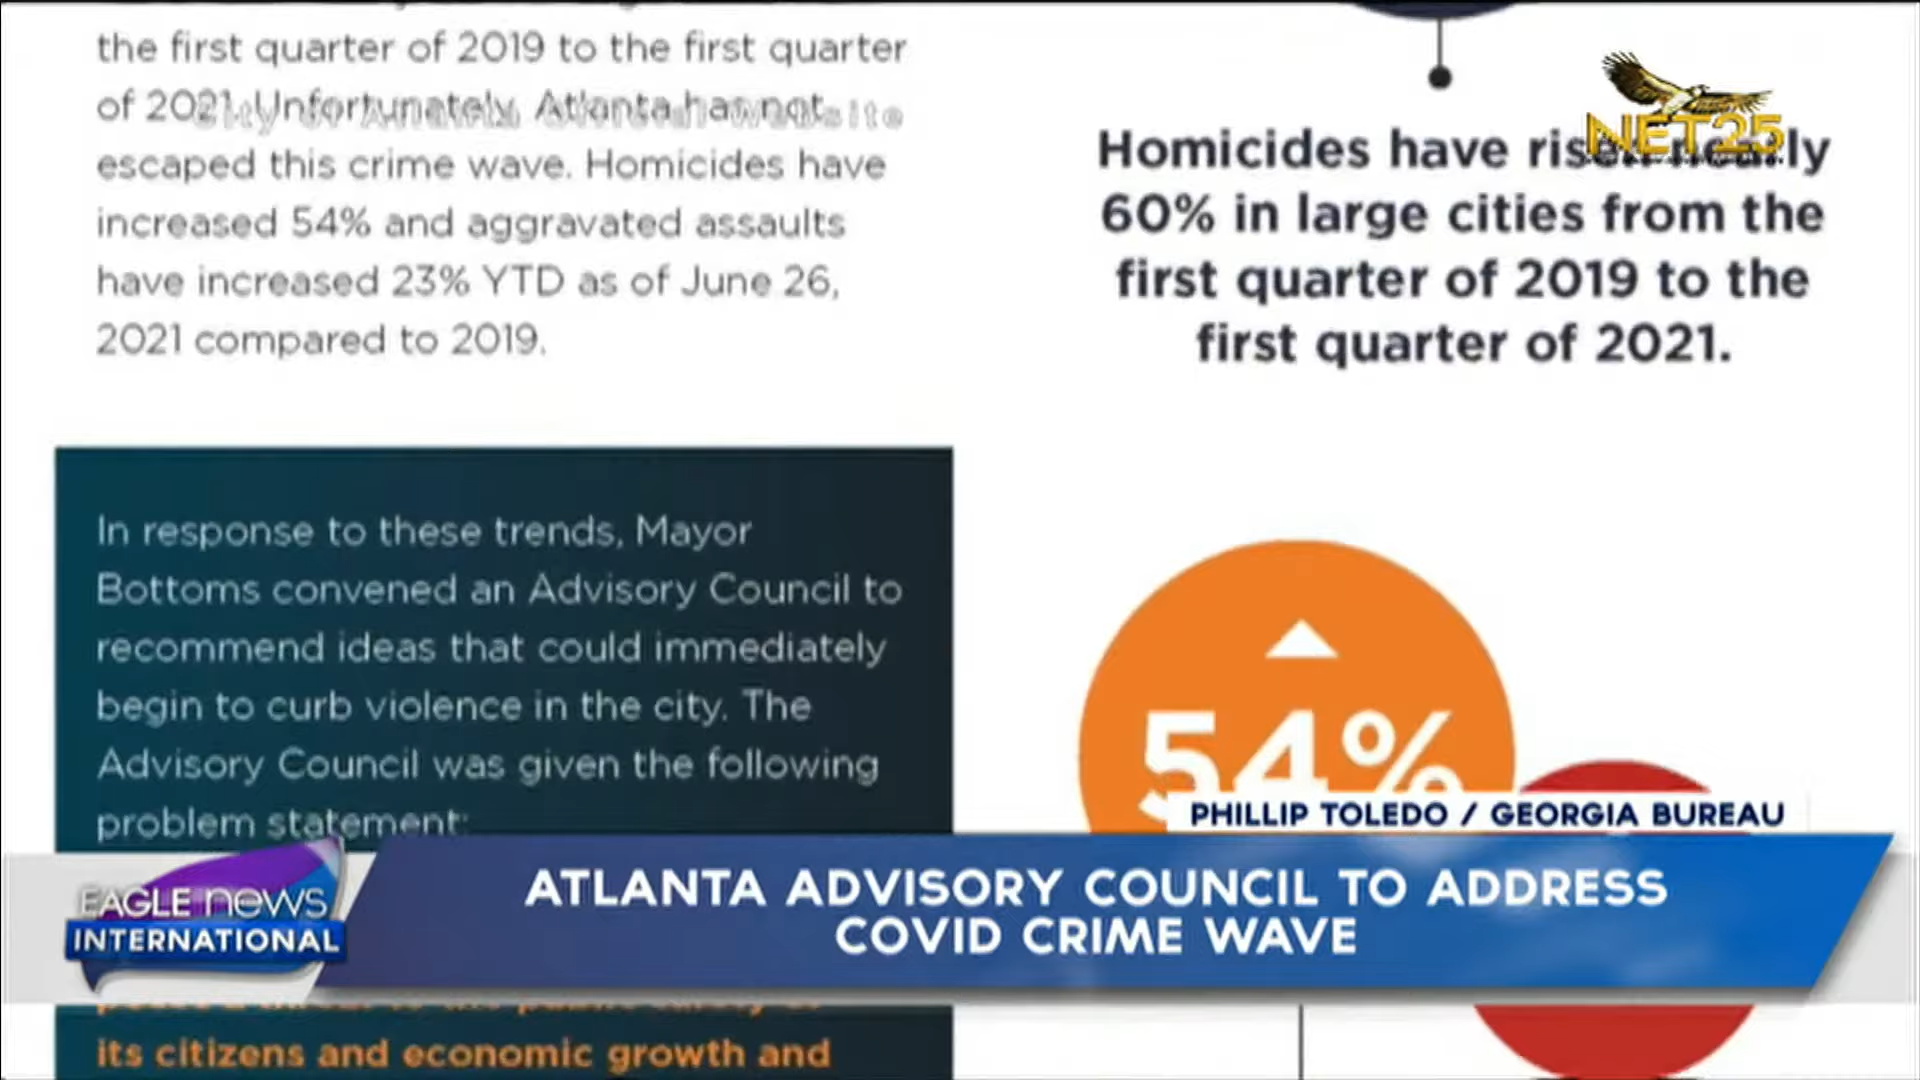 the first quarter of 2019 to the first quarter
of 2021. Unfortunately, Atlanta has not
escaped this crime wave. Homicides have
increased 54% and aggravated assaults
have increased 23% YTD as of June 26,
2021 compared to 2019.
Homicides have risen nearly
60% in large cities from the
first quarter of 2019 to the
first quarter of 2021.
NET25
In response to these trends, Mayor
Bottoms convened an Advisory Council to
recommend ideas that could immediately
begin to curb violence in the city. The
Advisory Council was given the following
problem statement:
54%
PHILLIP TOLEDO / GEORGIA BUREAU
EAGLE NEWS
INTERNATIONAL
ATLANTA ADVISORY COUNCIL TO ADDRESS
COVID CRIME WAVE
its citizens and economic growth and